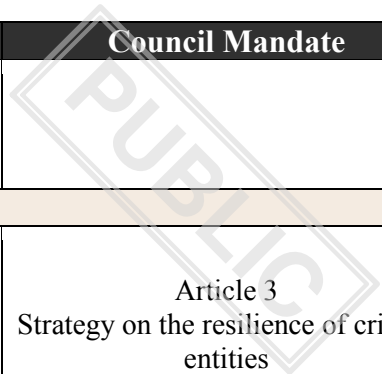 Council Mandate
PUBLIC
Article 3
Strategy on the resilience of cri
entities